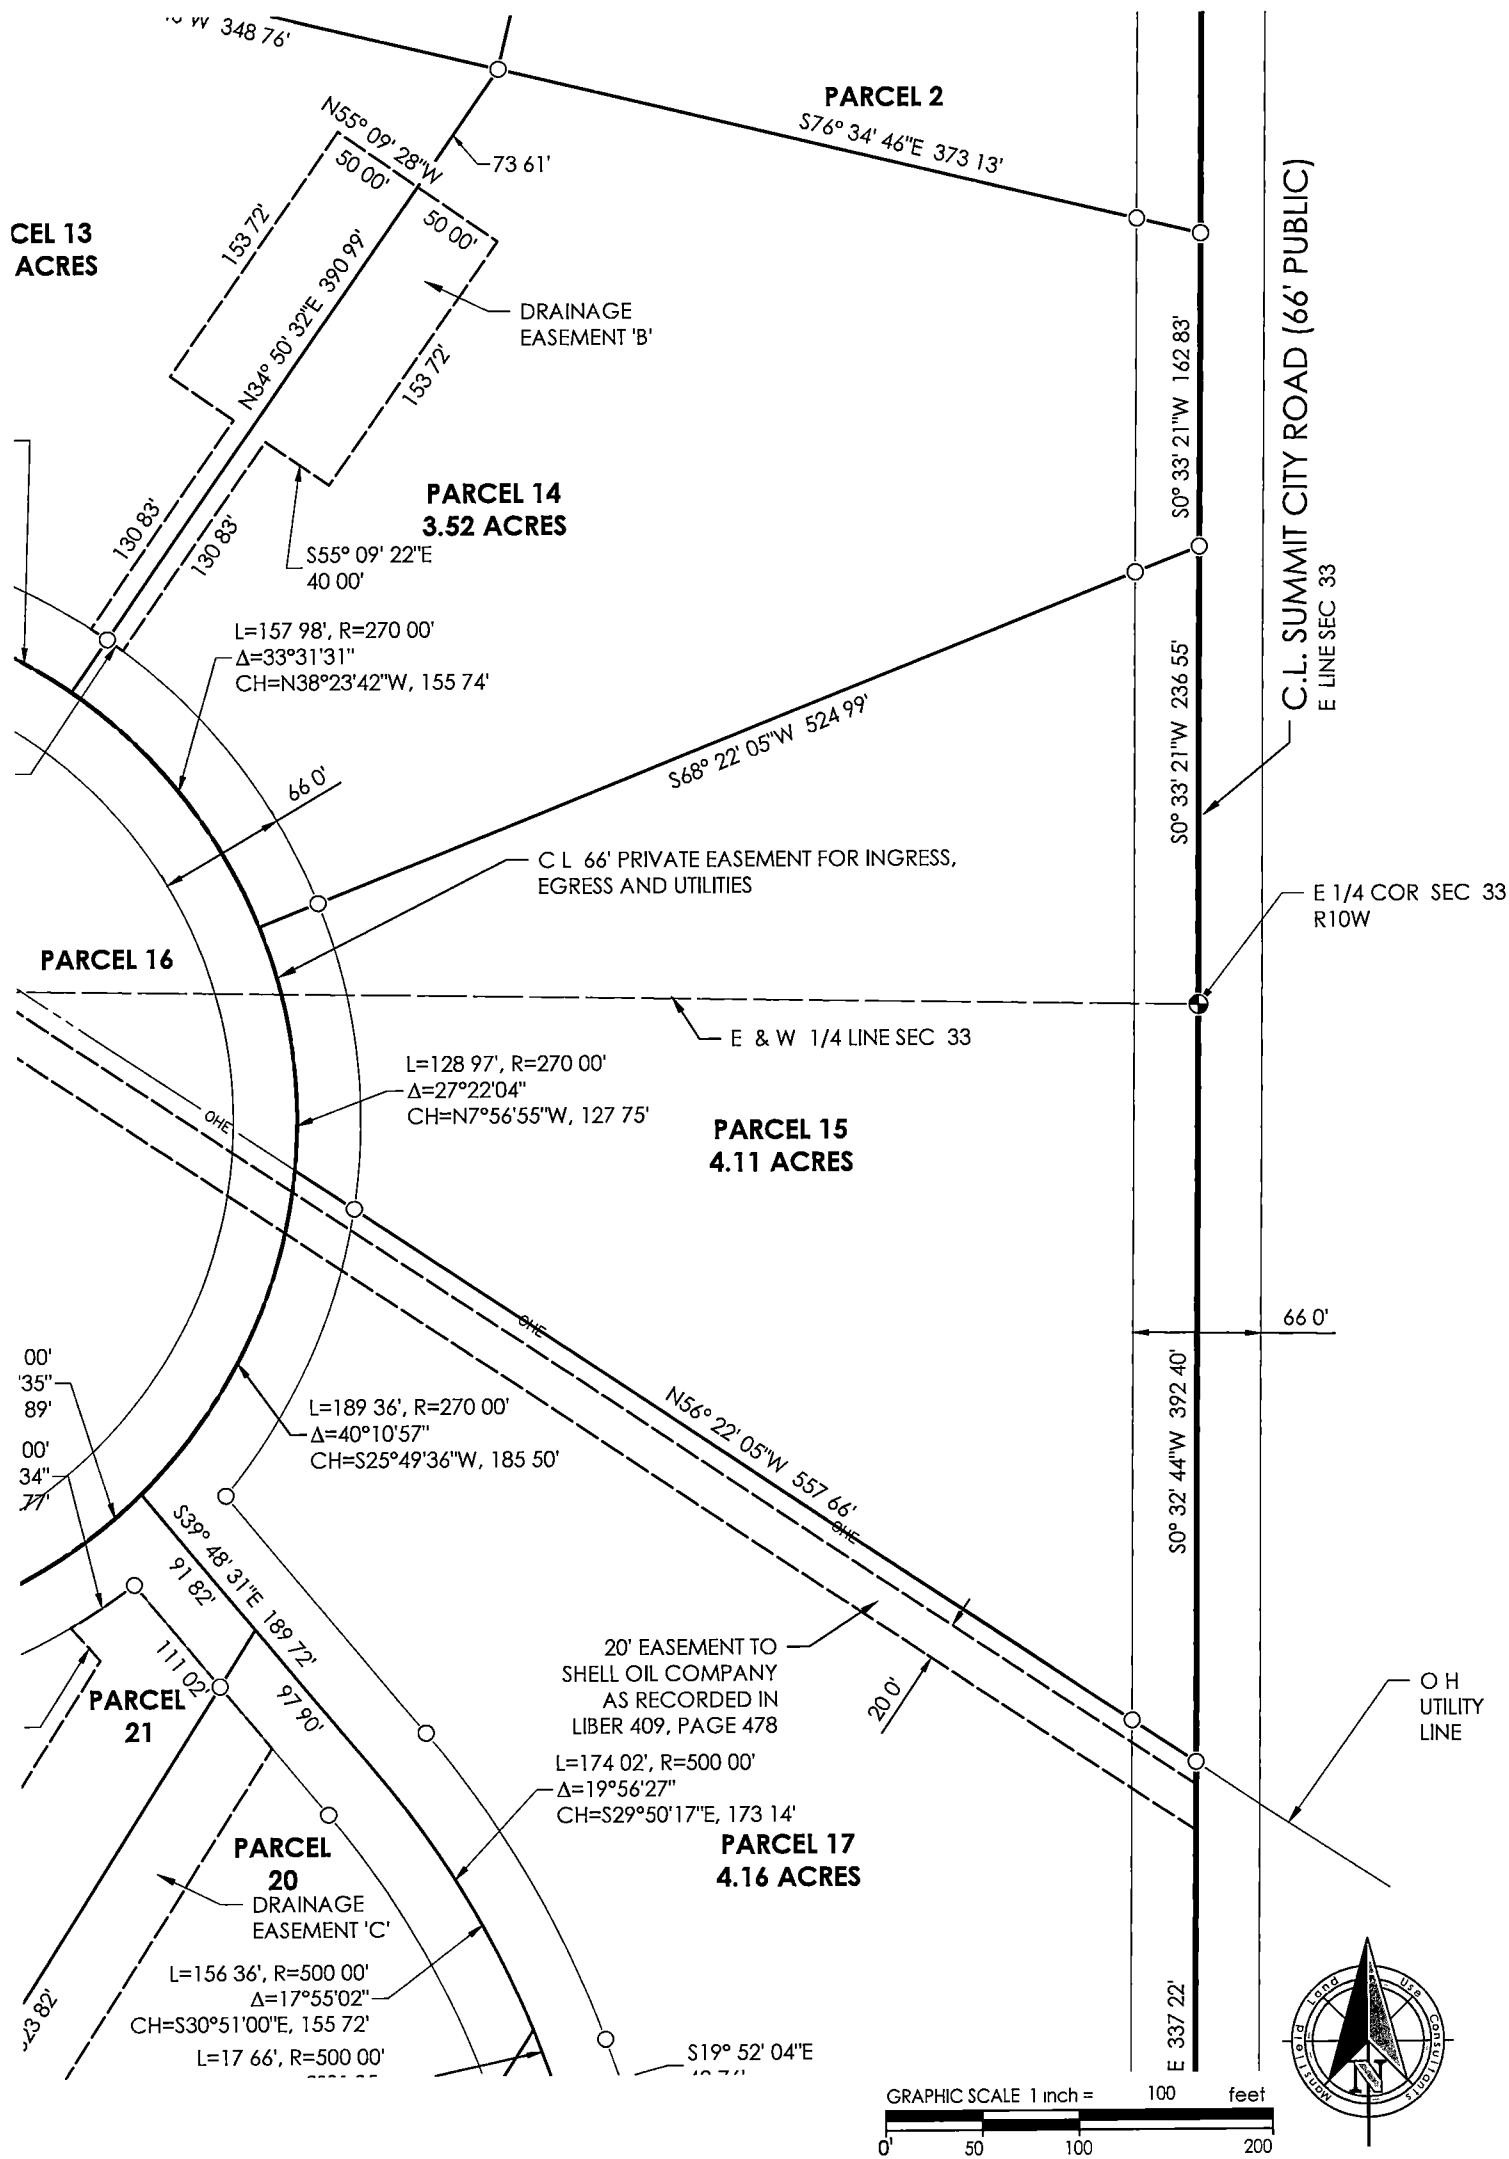 W 348 76'
PARCEL 2
S76° 34' 46"E 373 13'
N55° 09' 28"W
50 00'
50 00'
73 61'
153 72'
153 72'
CEL 13
ACRES
N34° 50' 32"E 390 99'
DRAINAGE
EASEMENT 'B'
130 83'
130 83'
PARCEL 14
3.52 ACRES
S55° 09' 22"E
40 00'
S0° 33' 21"W 162 83'
C.L. SUMMIT CITY ROAD (66' PUBLIC)
E LINE SEC 33
L=157 98', R=270 00'
Δ=33°31'31"
CH=N38°23'42"W, 155 74'
S0° 33' 21"W 236 55'
S68° 22' 05"W 524 99'
66 0'
C L 66' PRIVATE EASEMENT FOR INGRESS,
EGRESS AND UTILITIES
E 1/4 COR SEC 33
R10W
PARCEL 16
E & W 1/4 LINE SEC 33
L=128 97', R=270 00'
Δ=27°22'04"
CH=N7°56'55"W, 127 75'
OHE
PARCEL 15
4.11 ACRES
OHE
66 0'
00'
'35"
89'
00'
34"
77'
L=189 36', R=270 00'
Δ=40°10'57"
CH=S25°49'36"W, 185 50'
N56° 22' 05"W 557 66'
OHE
S0° 32' 44"W 392 40'
S39° 48' 31"E 189 72'
91 82'
111 02'
97 90'
20' EASEMENT TO
SHELL OIL COMPANY
AS RECORDED IN
LIBER 409, PAGE 478
20 0'
O H
UTILITY
LINE
PARCEL
21
L=174 02', R=500 00'
Δ=19°56'27"
CH=S29°50'17"E, 173 14'
PARCEL
20
PARCEL 17
4.16 ACRES
DRAINAGE
EASEMENT 'C'
L=156 36', R=500 00'
Δ=17°55'02"
CH=S30°51'00"E, 155 72'
L=17 66', R=500 00'
23 82'
S19° 52' 04"E
E 337 22'
Mansfield Land Use Consultants
N
GRAPHIC SCALE 1 inch = 100 feet
0' 50 100 200